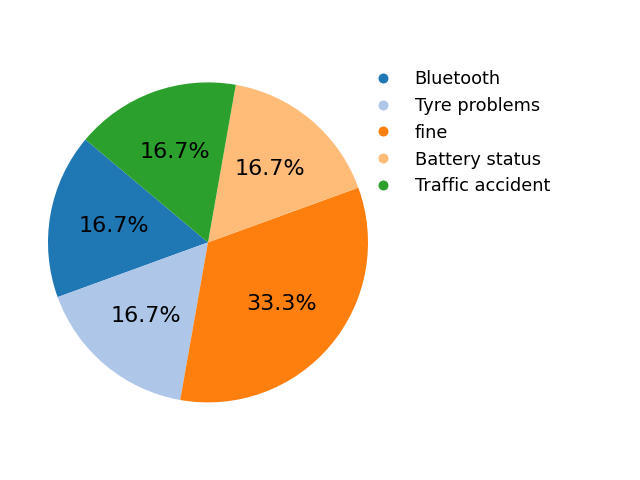 Bluetooth
Tyre problems
fine
Battery status
Traffic accident
16.7%
16.7%
16.7%
33.3%
16.7%